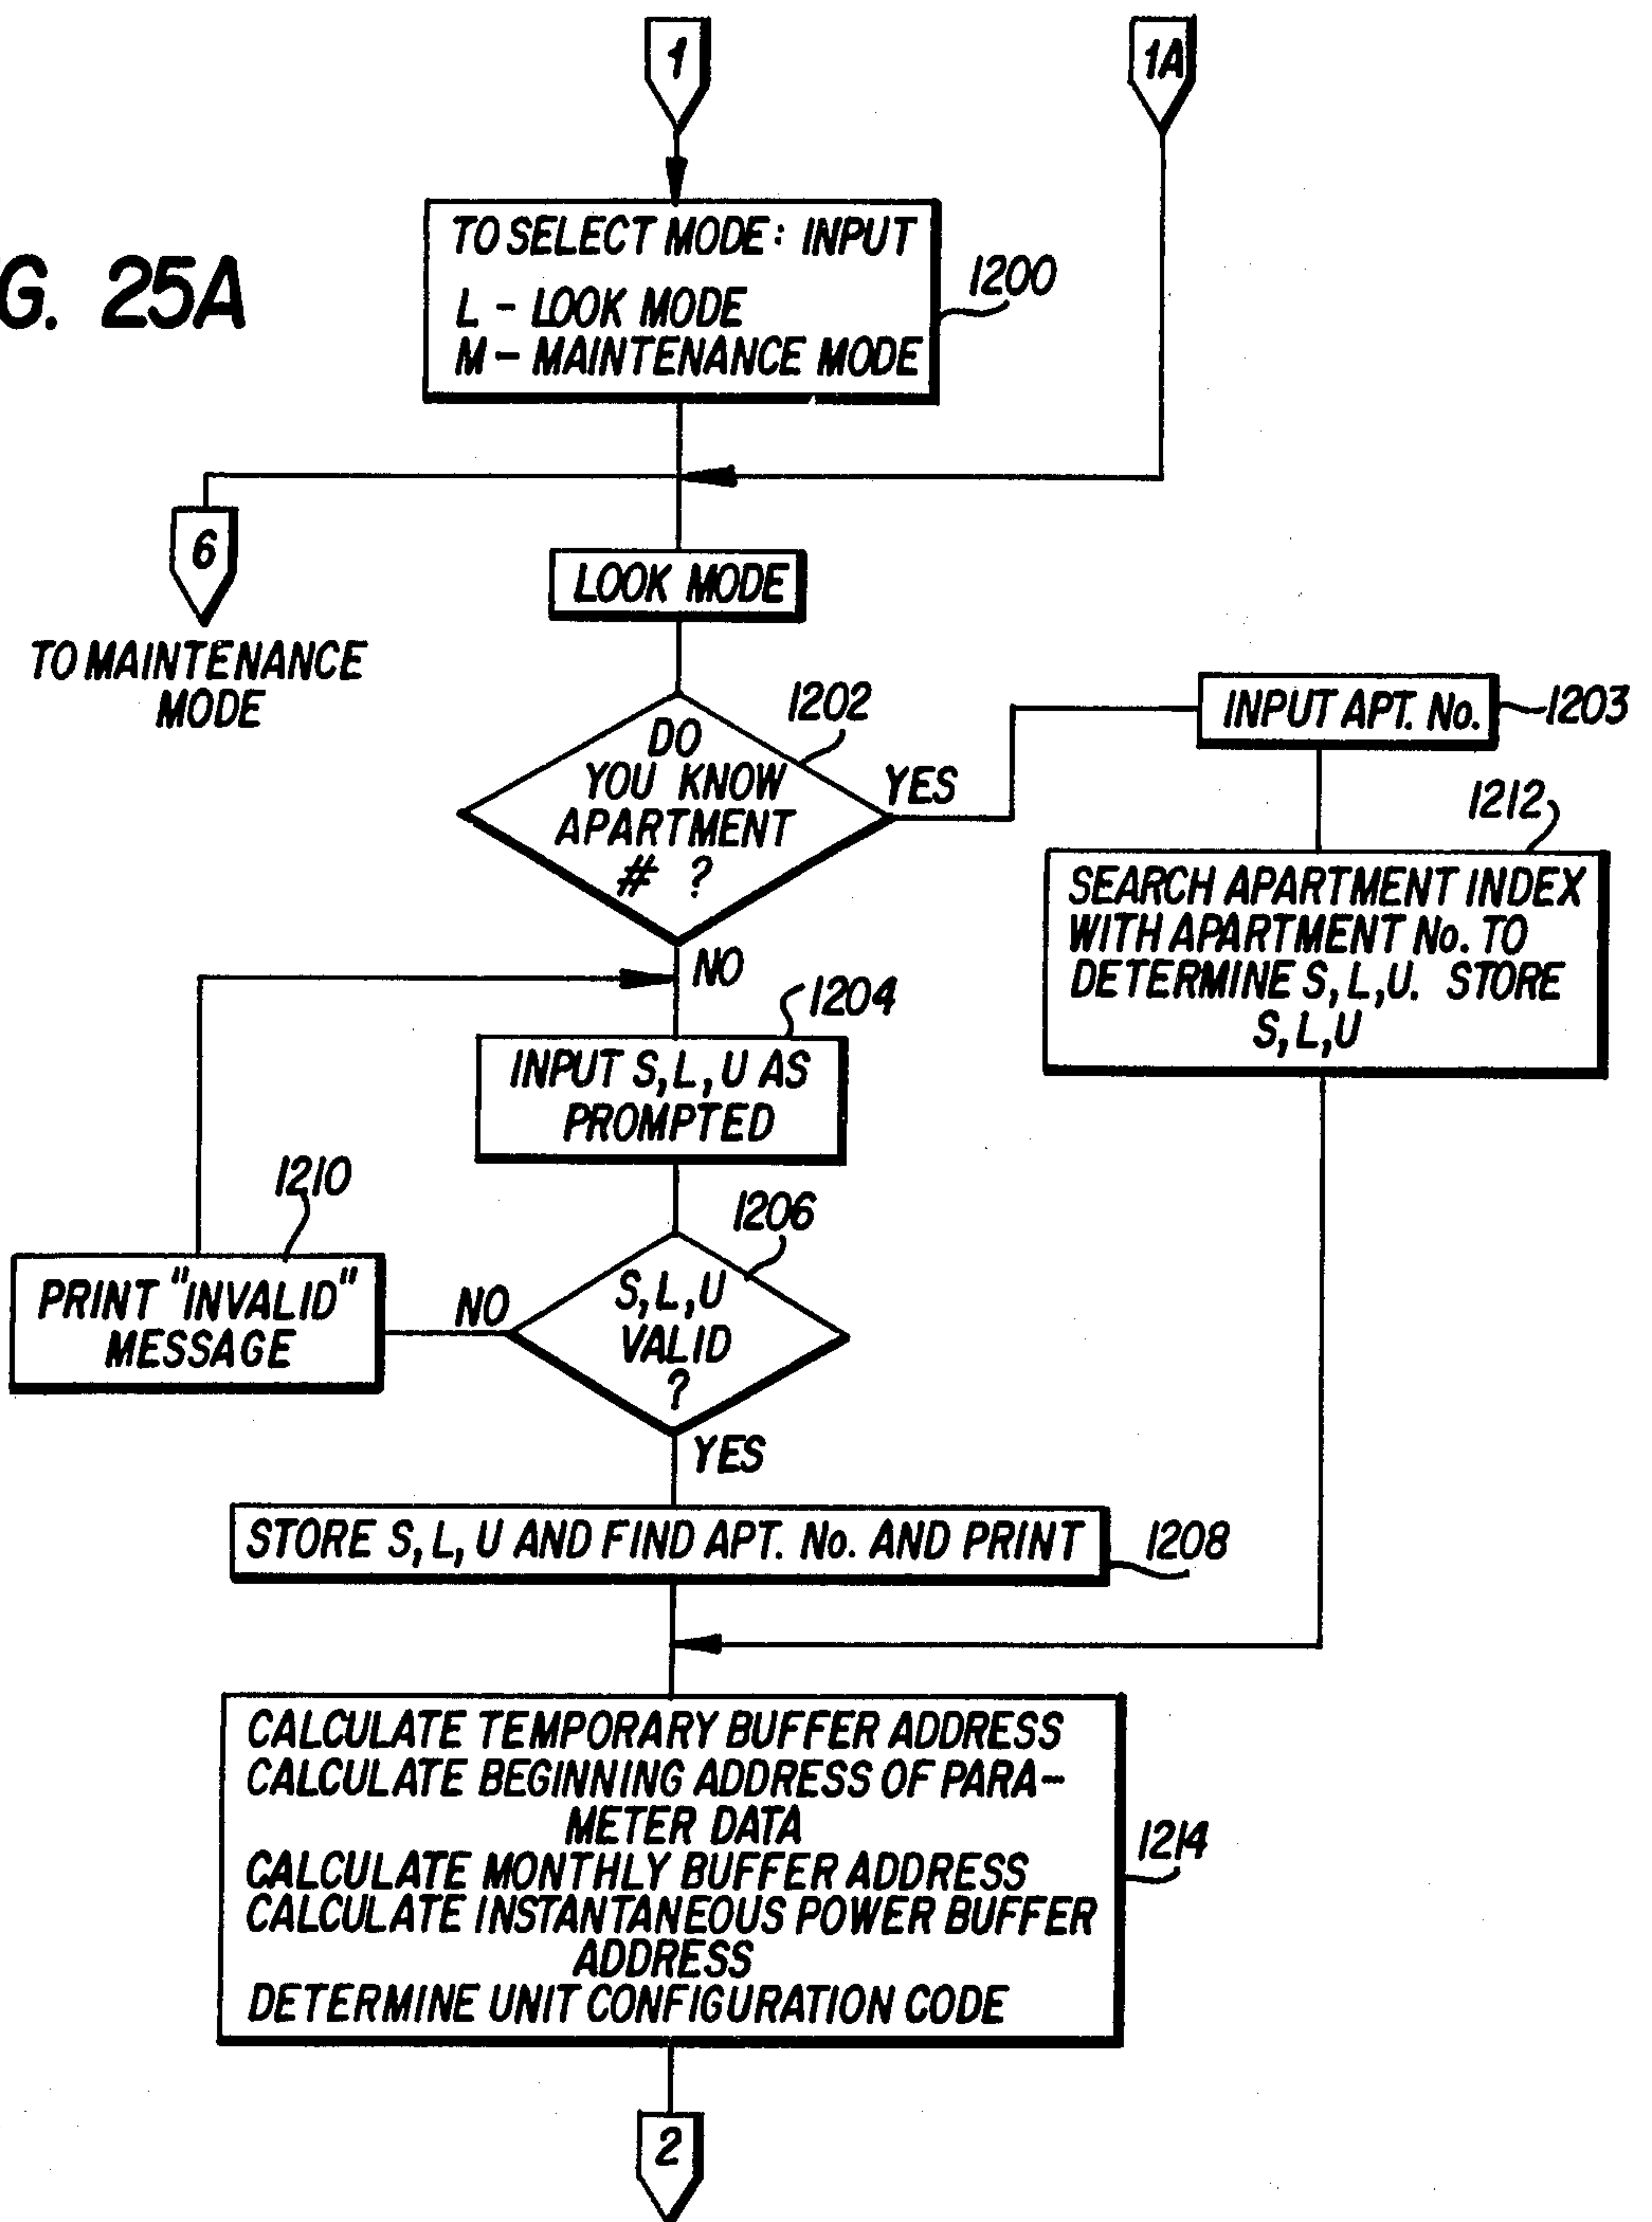 1
1A
G. 25A
TO SELECT MODE: INPUT
L - LOOK MODE
M - MAINTENANCE MODE
1200
6
TO MAINTENANCE
MODE
LOOK MODE
DO
YOU KNOW
APARTMENT
# ?
1202
YES
INPUT APT. No.
1203
1212
SEARCH APARTMENT INDEX
WITH APARTMENT No. TO
DETERMINE S, L, U. STORE
S, L, U
NO
1204
INPUT S, L, U AS
PROMPTED
1210
PRINT "INVALID"
MESSAGE
NO
1206
S, L, U
VALID
?
YES
STORE S, L, U AND FIND APT. No. AND PRINT
1208
CALCULATE TEMPORARY BUFFER ADDRESS
CALCULATE BEGINNING ADDRESS OF PARA-
METER DATA
CALCULATE MONTHLY BUFFER ADDRESS
CALCULATE INSTANTANEOUS POWER BUFFER
ADDRESS
DETERMINE UNIT CONFIGURATION CODE
1214
2